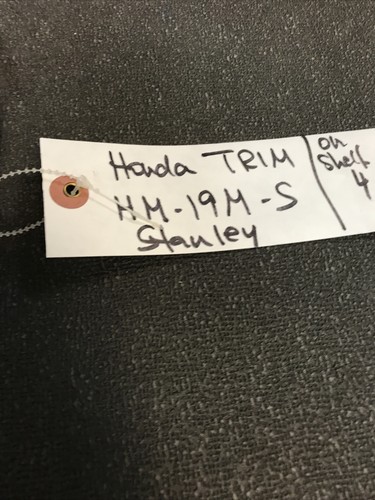 Honda TRIM
HM-19M-S
Stanley
on
Shelf
4